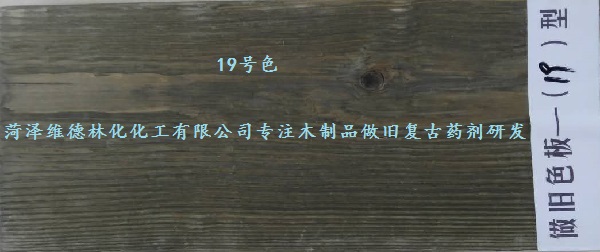 19号色
菏泽维德林化化工有限公司专注木制品做旧复古药剂研发
做旧色板一(19)型